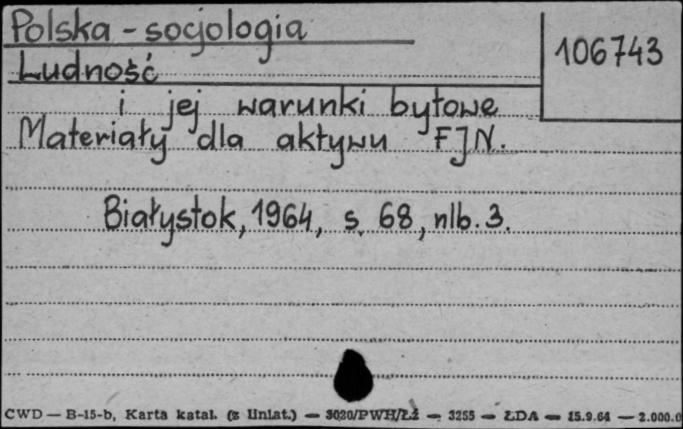 Polska - socjologia
106743
Ludność
i jej warunki bytowe
Materiały dla aktywu FJN.
Białystok, 1964, s. 68, nlb. 3.
CWD — B-15-b, Karta katal. (z liniat.) — 3020/PWH/Łź — 3255 — ŁDA — 15.9.64 — 2.000.0